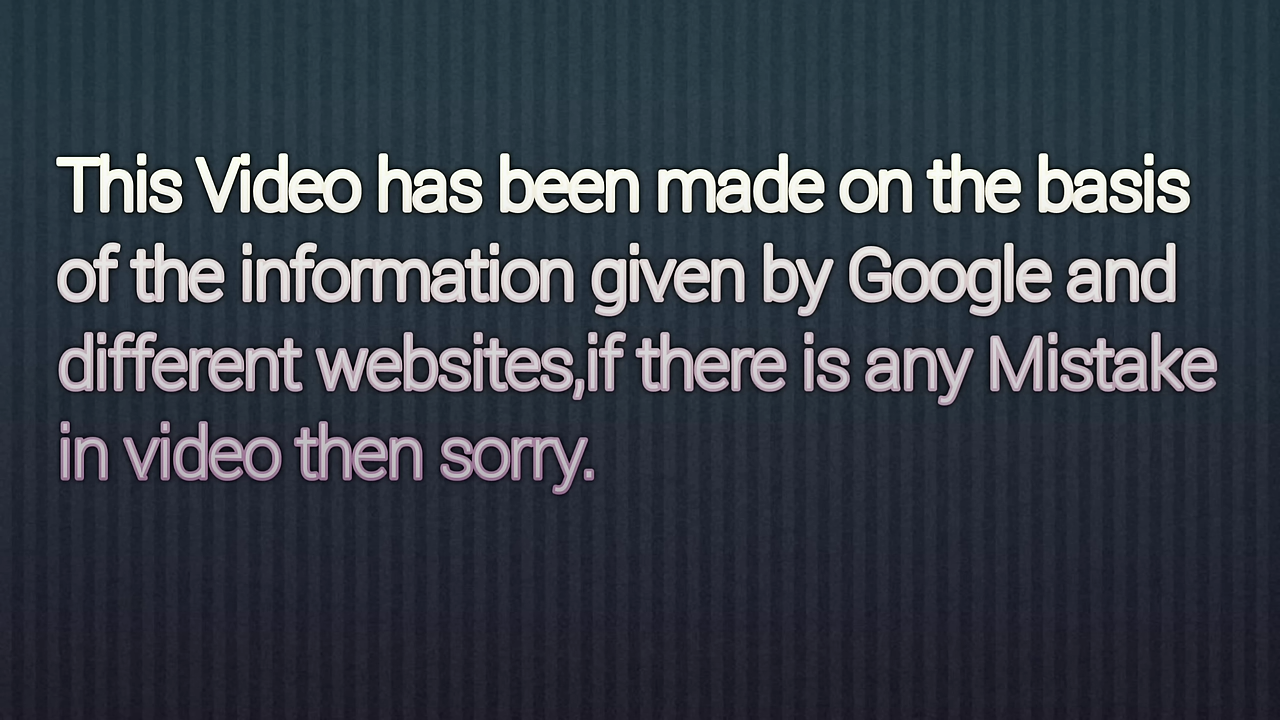 This Video has been made on the basis
of the information given by Google and
different websites,if there is any Mistake
in video then sorry.